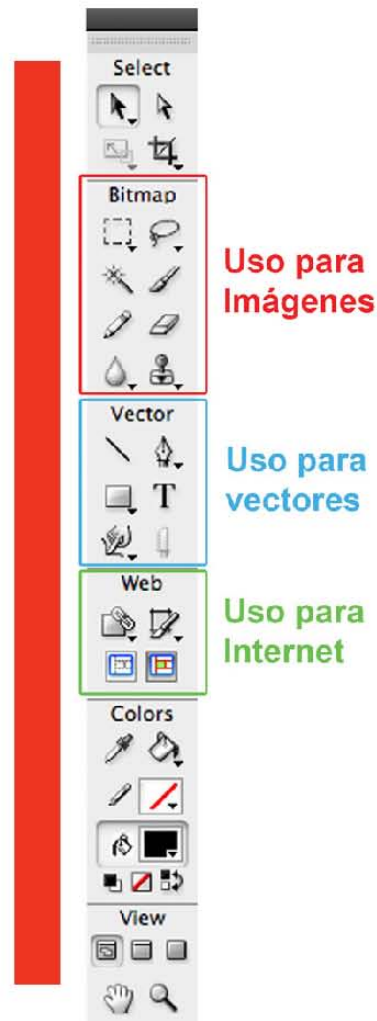 Select
Bitmap
Uso para
Imágenes
Vector
T
Uso para
vectores
Web
Uso para
Internet
Colors
View